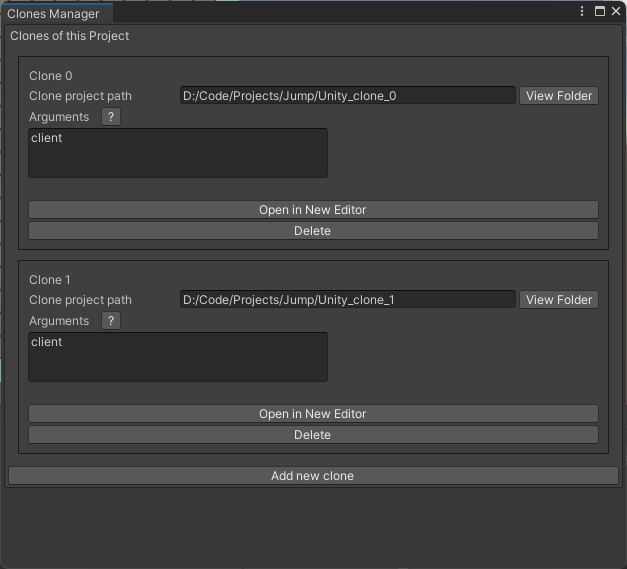 Clones Manager
Clones of this Project
Clone 0
Clone project path D:/Code/Projects/Jump/Unity_clone_0 View Folder
Arguments ?
client
Open in New Editor
Delete
Clone 1
Clone project path D:/Code/Projects/Jump/Unity_clone_1 View Folder
Arguments ?
client
Open in New Editor
Delete
Add new clone